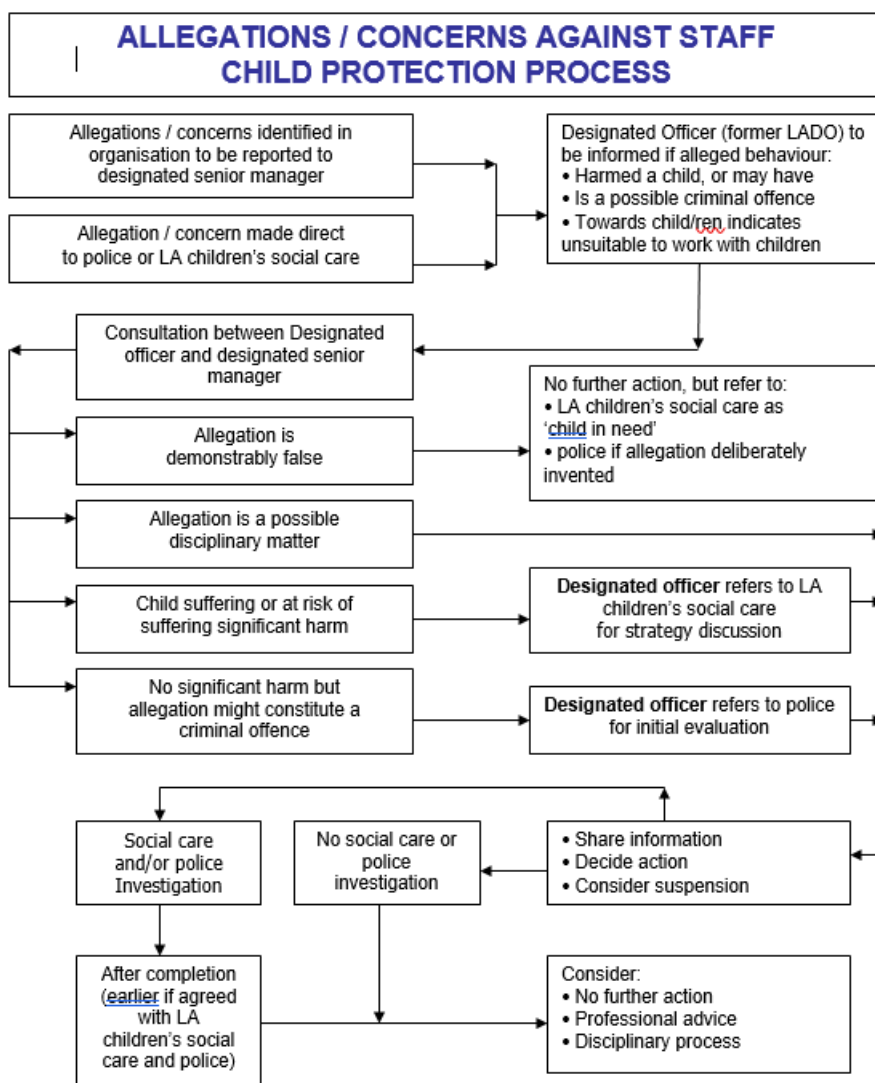 ALLEGATIONS / CONCERNS AGAINST STAFF
CHILD PROTECTION PROCESS
Allegations / concerns identified in
organisation to be reported to
designated senior manager
Allegation / concern made direct
to police or LA children's social care
Designated Officer (former LADO) to
be informed if alleged behaviour:
• Harmed a child, or may have
• Is a possible criminal offence
• Towards child/ren indicates
unsuitable to work with children
Consultation between Designated
officer and designated senior
manager
Allegation is
demonstrably false
No further action, but refer to:
• LA children's social care as
‘child in need’
• police if allegation deliberately
invented
Allegation is a possible
disciplinary matter
Child suffering or at risk of
suffering significant harm
Designated officer refers to LA
children's social care
for strategy discussion
No significant harm but
allegation might constitute a
criminal offence
Designated officer refers to police
for initial evaluation
Social care
and/or police
Investigation
No social care or
police
investigation
• Share information
• Decide action
• Consider suspension
After completion
(earlier if agreed
with LA
children's social
care and police)
Consider:
• No further action
• Professional advice
• Disciplinary process